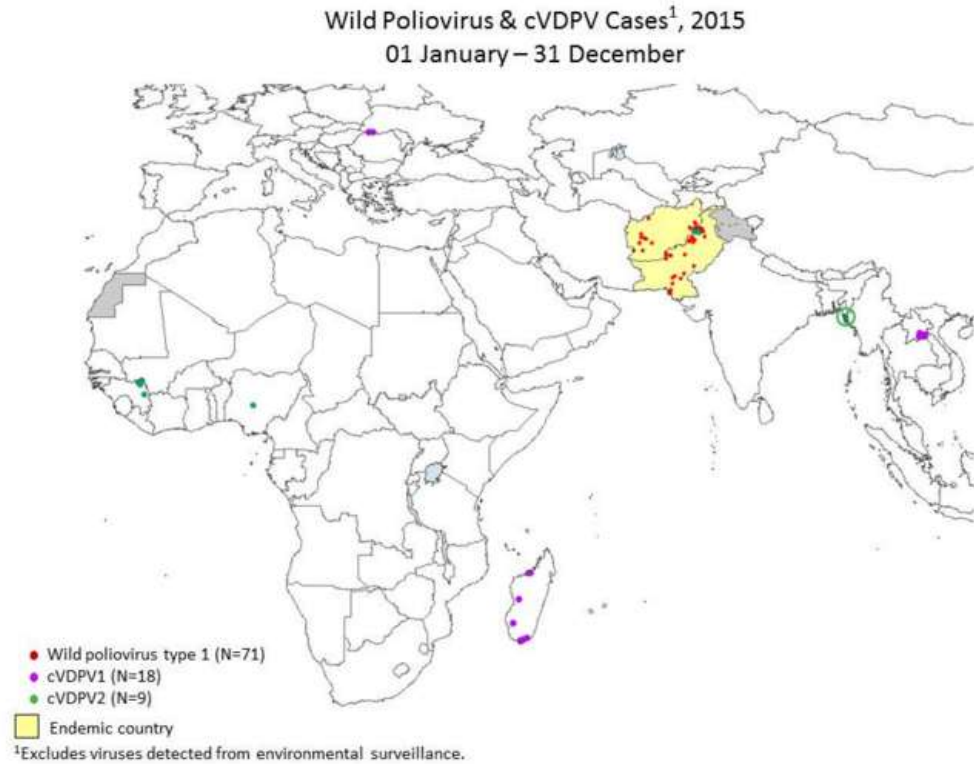 Wild Poliovirus & cVDPV Cases¹, 2015
01 January – 31 December
Wild poliovirus type 1 (N=71)
cVDPV1 (N=18)
cVDPV2 (N=9)
Endemic country
¹Excludes viruses detected from environmental surveillance.